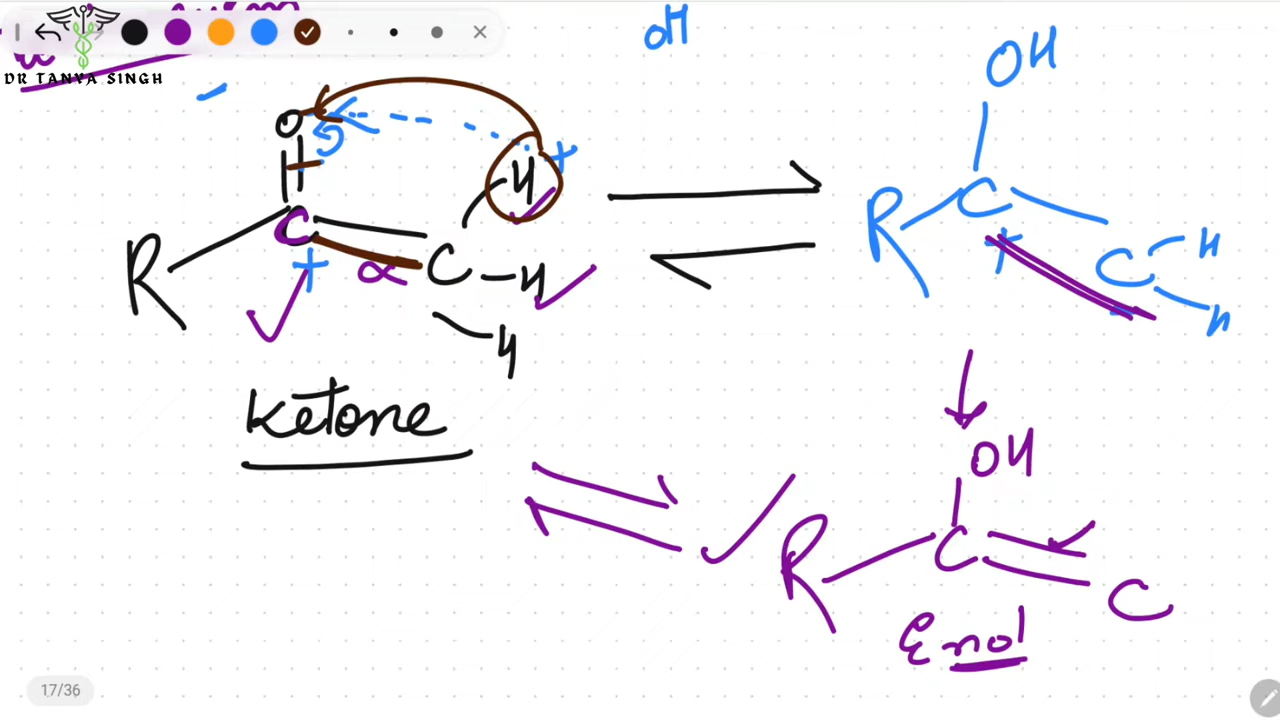 DR TANYA SINGH
OH
OH
O
H
+
C
R
C
H
+
α
H
R
C
+
C
H
H
Ketone
OH
R
C
C
Enol
17/36